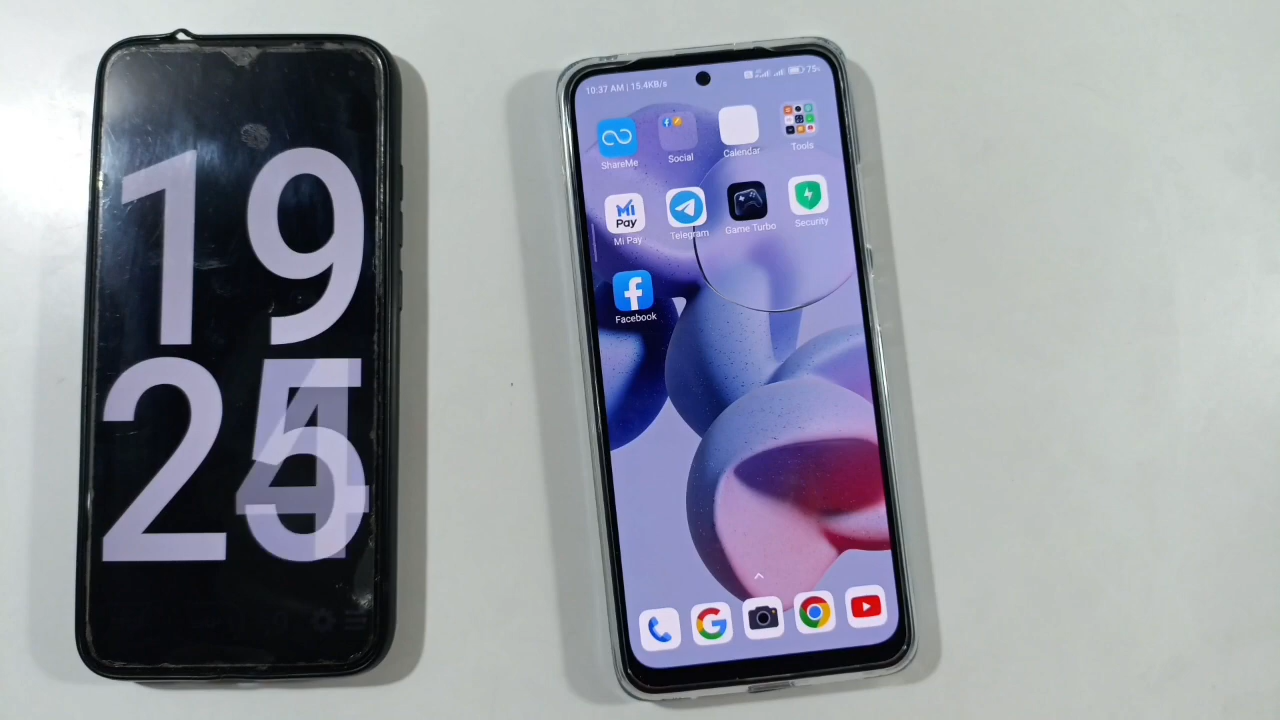 19
25
10:37 AM | 15.4KB/s
75
ShareMe
Social
Calendar
Tools
Mi Pay
Mi Pay
Telegram
Game Turbo
Security
Facebook